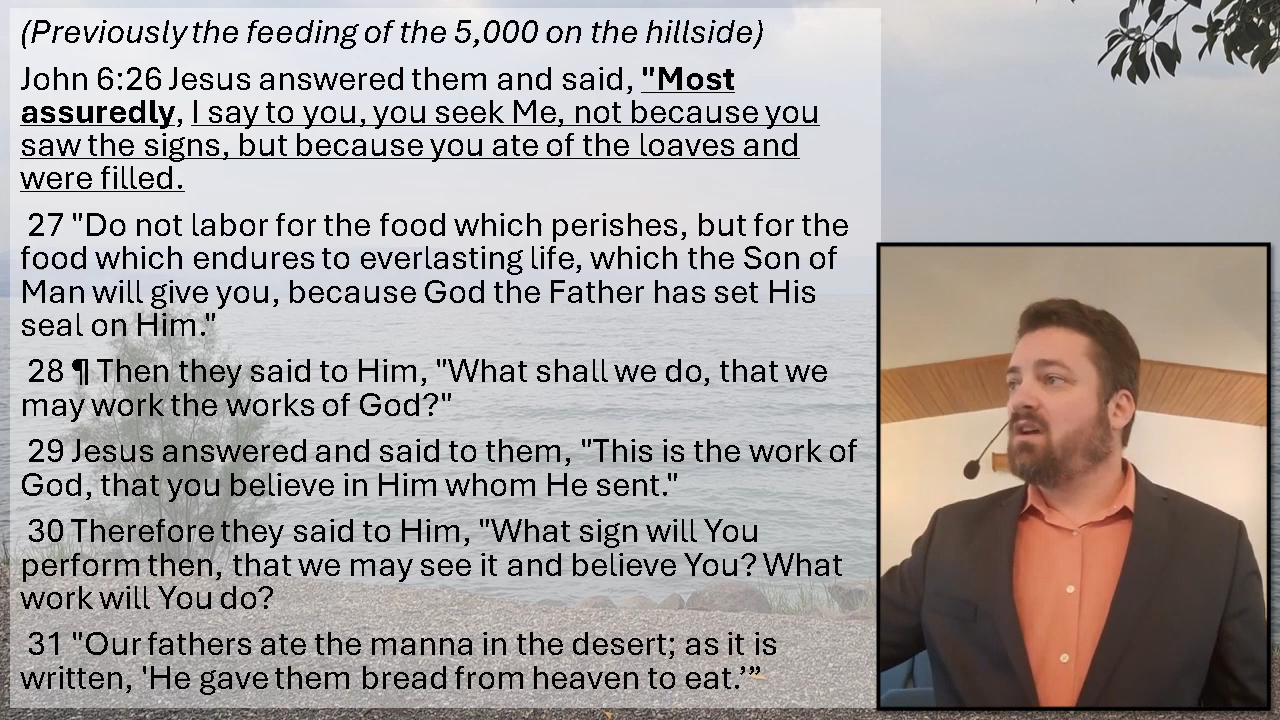 (Previously the feeding of the 5,000 on the hillside)
John 6:26 Jesus answered them and said, "Most
assuredly, I say to you, you seek Me, not because you
saw the signs, but because you ate of the loaves and
were filled.
27 "Do not labor for the food which perishes, but for the
food which endures to everlasting life, which the Son of
Man will give you, because God the Father has set His
seal on Him."
28 ¶ Then they said to Him, "What shall we do, that we
may work the works of God?"
29 Jesus answered and said to them, "This is the work of
God, that you believe in Him whom He sent."
30 Therefore they said to Him, "What sign will You
perform then, that we may see it and believe You? What
work will You do?
31 "Our fathers ate the manna in the desert; as it is
written, 'He gave them bread from heaven to eat.’”